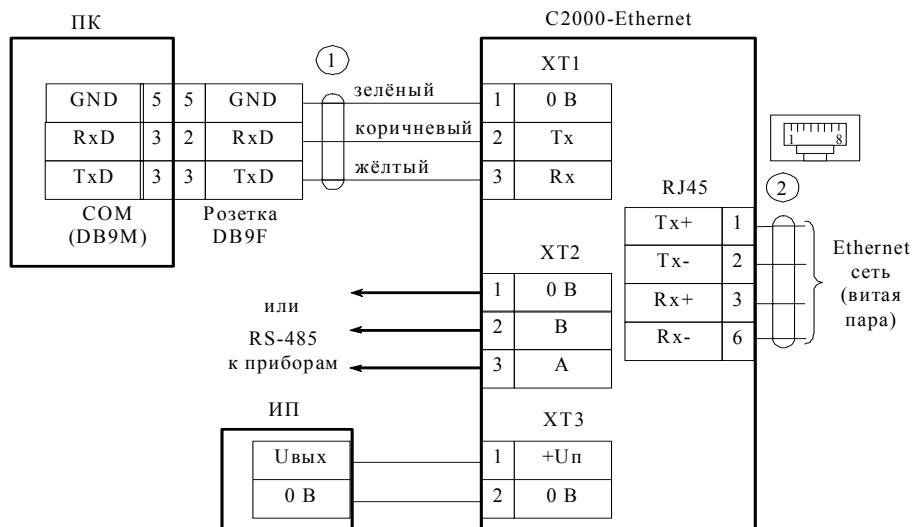 ПК
С2000-Ethernet
1
XT1
GND 5 5 GND зелёный 1 0 В
RxD 3 2 RxD коричневый 2 Tx
TxD 3 3 TxD жёлтый 3 Rx
1 8
COM
(DB9M)
Розетка
DB9F
RJ45
2
Tx+ 1
Tx- 2
Rx+ 3
Rx- 6
Ethernet
сеть
(витая
пара)
XT2
1 0 В
2 В
3 А
или
RS-485
к приборам
ИП
XT3
Uвых 1 +Uп
0 В 2 0 В